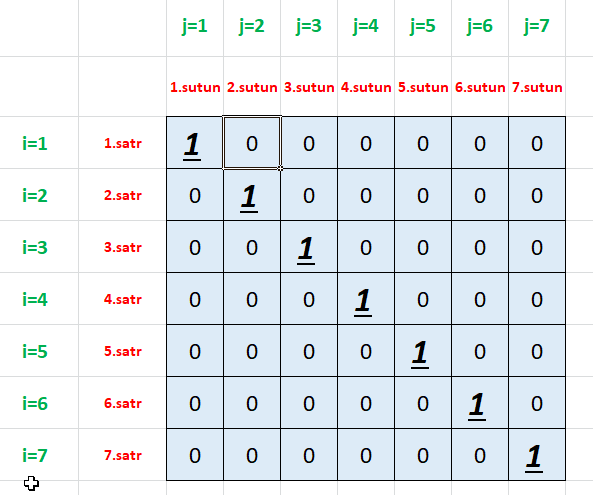 j=1 j=2 j=3 j=4 j=5 j=6 j=7
1.sutun 2.sutun 3.sutun 4.sutun 5.sutun 6.sutun 7.sutun
i=1 1.satr 1 0 0 0 0 0 0
i=2 2.satr 0 1 0 0 0 0 0
i=3 3.satr 0 0 1 0 0 0 0
i=4 4.satr 0 0 0 1 0 0 0
i=5 5.satr 0 0 0 0 1 0 0
i=6 6.satr 0 0 0 0 0 1 0
i=7 7.satr 0 0 0 0 0 0 1